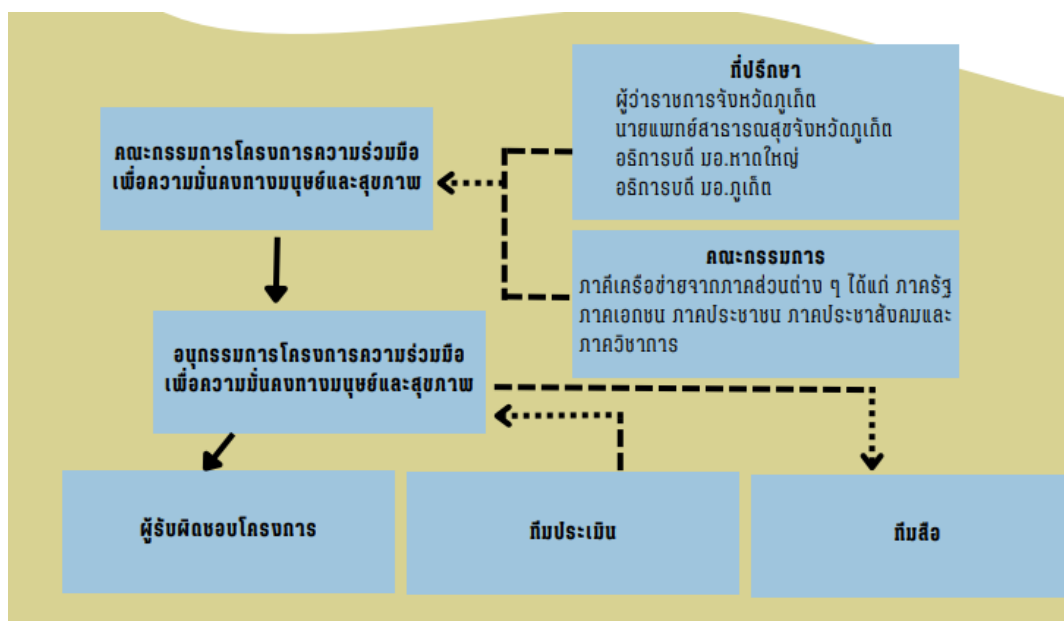 ที่ปรึกษา
ผู้ว่าราชการจังหวัดภูเก็ต
นายแพทย์สาธารณสุขจังหวัดภูเก็ต
อธิการบดี มอ.หาดใหญ่
อธิการบดี มอ.ภูเก็ต
คณะกรรมการโครงการความร่วมมือ
เพื่อความมั่นคงทางมนุษย์และสุขภาพ
คณะกรรมการ
ภาคีเครือข่ายจากภาคส่วนต่าง ๆ ได้แก่ ภาครัฐ
ภาคเอกชน ภาคประชาชน ภาคประชาสังคมและ
ภาควิชาการ
อนุกรรมการโครงการความร่วมมือ
เพื่อความมั่นคงทางมนุษย์และสุขภาพ
ผู้รับผิดชอบโครงการ
ทีมประเมิน
ทีมสื่อ